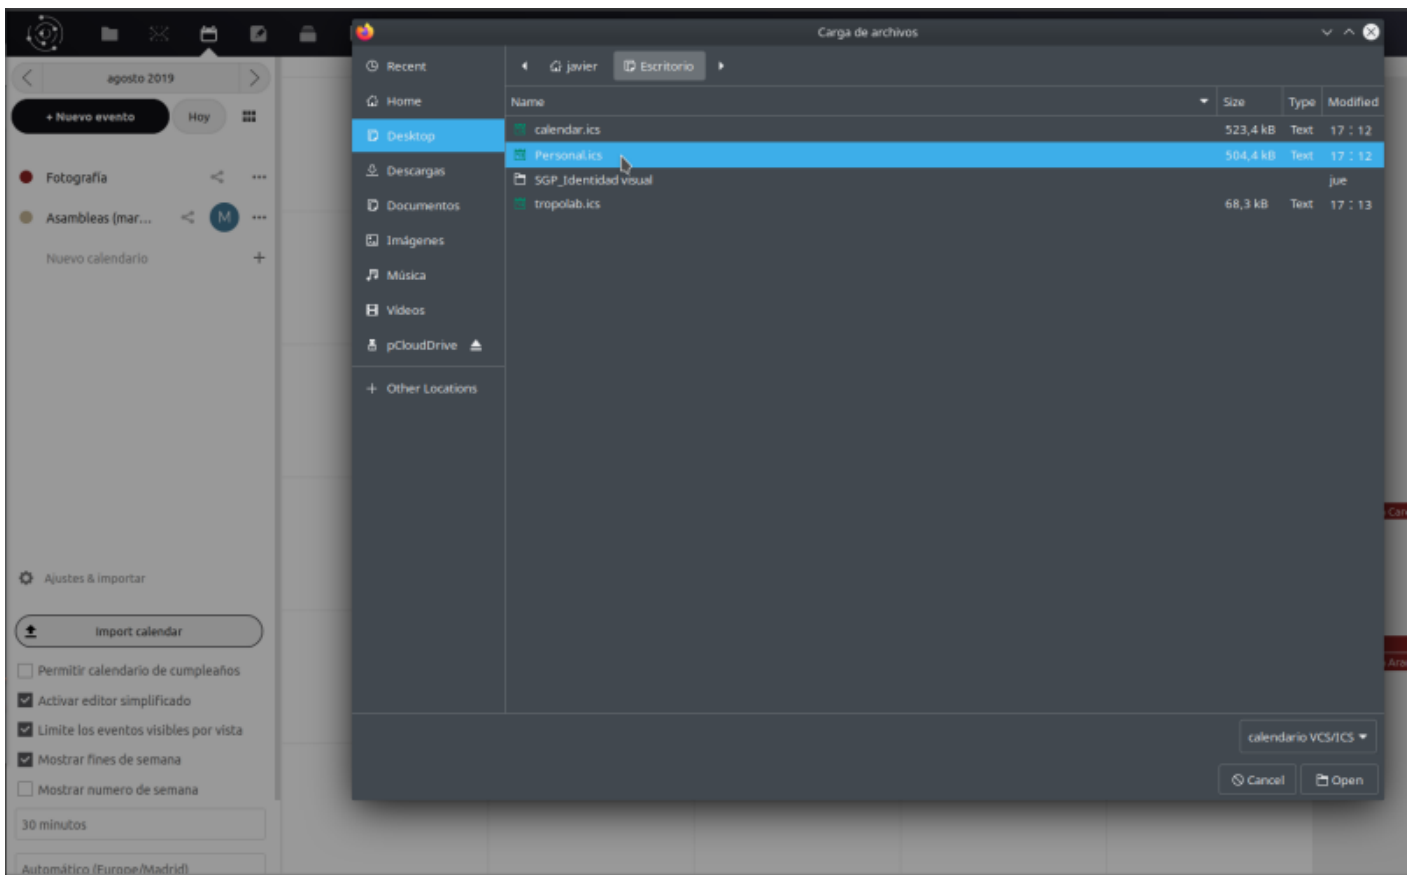 Carga de archivos
agosto 2019
+ Nuevo evento
Hoy
Fotografía
Asambleas (mar...
M
Nuevo calendario
Ajustes & importar
Import calendar
Permitir calendario de cumpleaños
Activar editor simplificado
Limite los eventos visibles por vista
Mostrar fines de semana
Mostrar numero de semana
30 minutos
Automático (Europe/Madrid)
Recent
Home
Desktop
Descargas
Documentos
Imágenes
Música
Vídeos
pCloudDrive
Other Locations
javier Escritorio
Name Size Type Modified
calendar.ics 523,4 kB Text 17 : 12
Personal.ics 504,4 kB Text 17 : 12
SGP_Identidad visual jue
tropolab.ics 68,3 kB Text 17 : 13
calendario VCS/ICS
Cancel Open